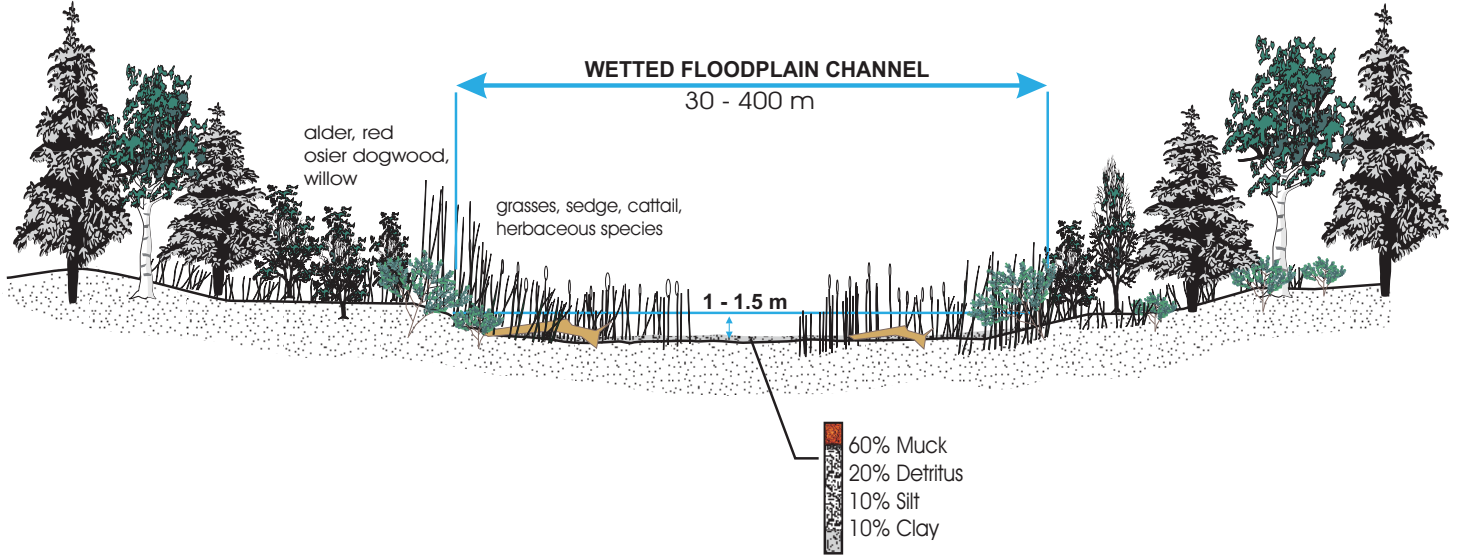 WETTED FLOODPLAIN CHANNEL
30 - 400 m
alder, red
osier dogwood,
willow
grasses, sedge, cattail,
herbaceous species
1 - 1.5 m
60% Muck
20% Detritus
10% Silt
10% Clay